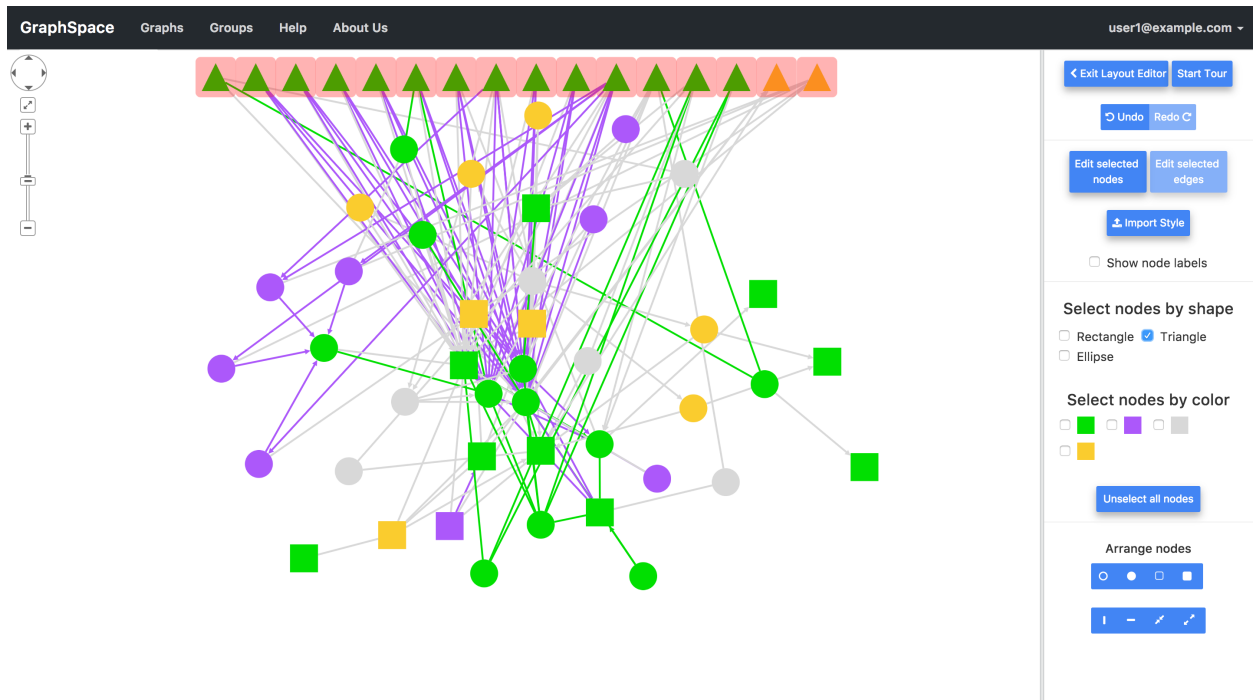 GraphSpace Graphs Groups Help About Us user1@example.com
Exit Layout Editor Start Tour
Undo Redo
Edit selected nodes Edit selected edges
Import Style
Show node labels
Select nodes by shape
Rectangle Triangle
Ellipse
Select nodes by color
Unselect all nodes
Arrange nodes